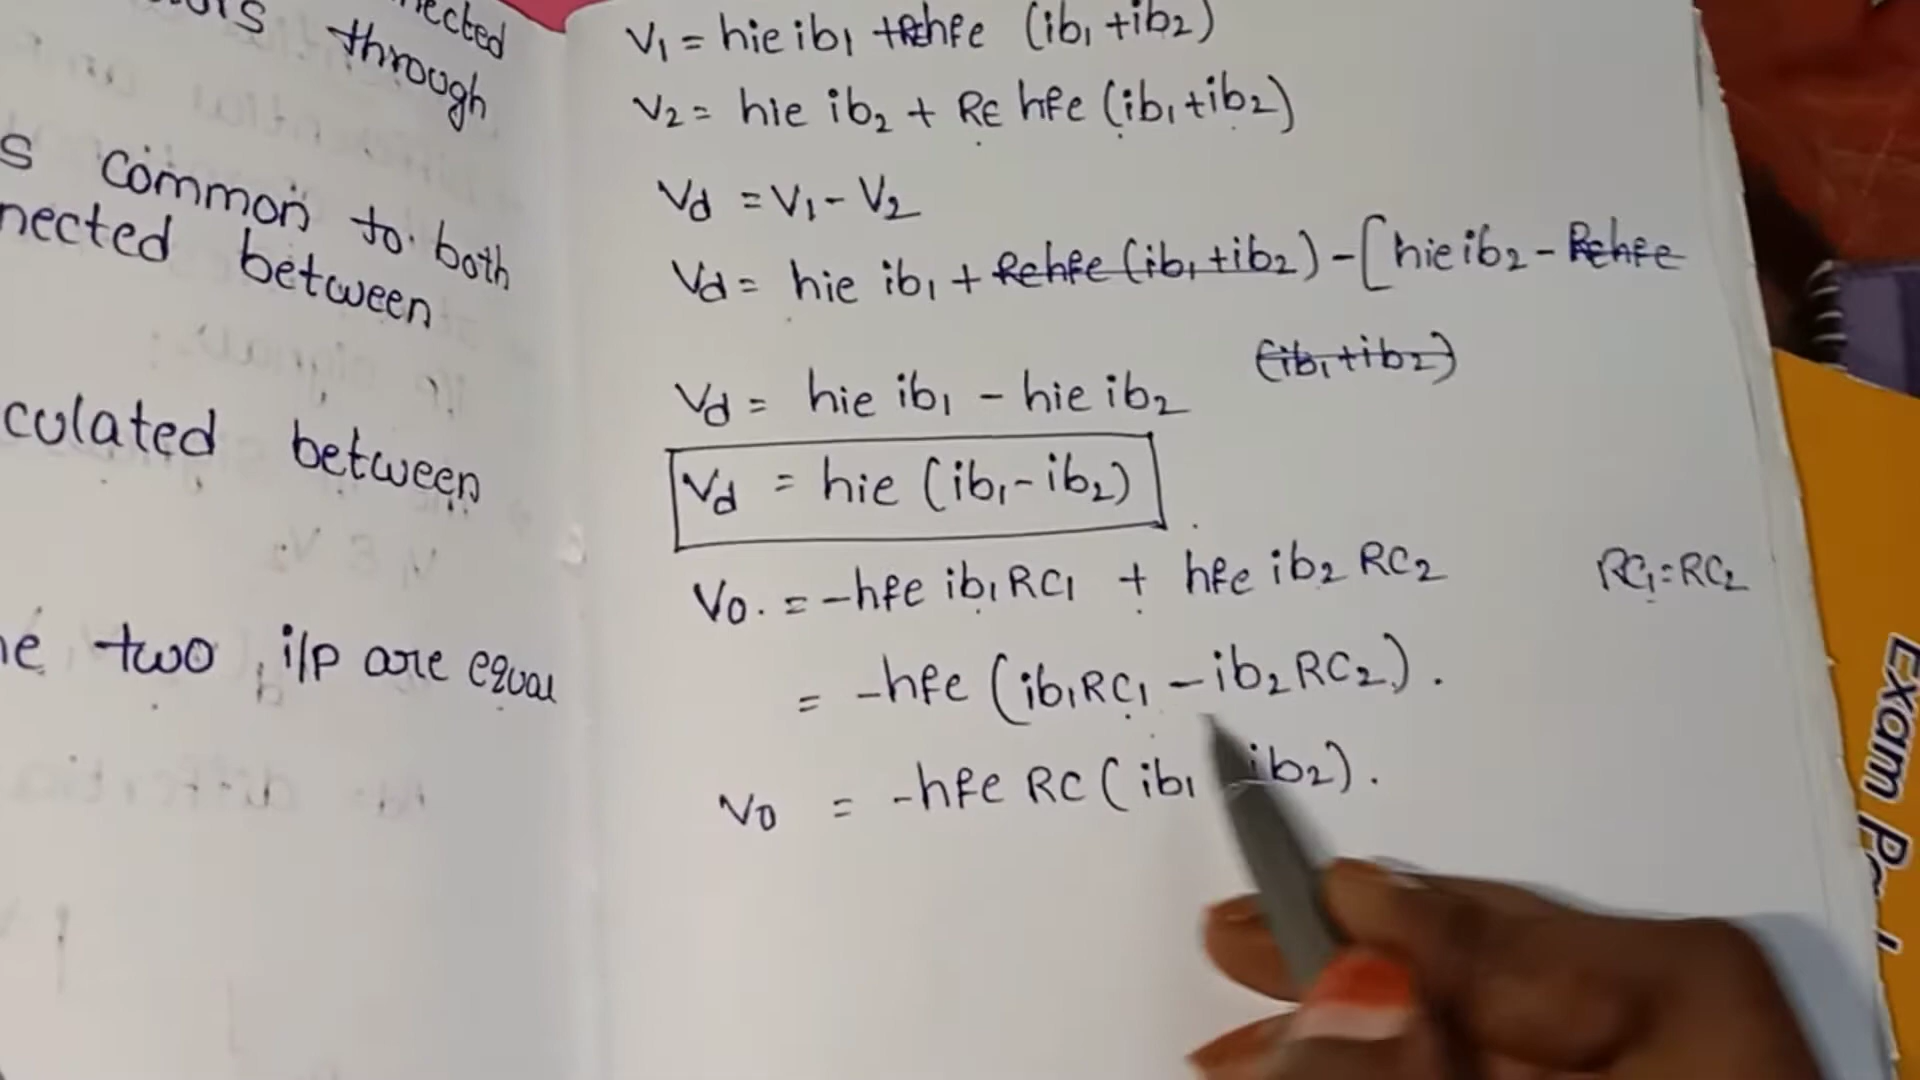 nected
through
s common to both
nected between
culated between
two i/p are equal
V1 = hie ib1 + Rehfe (ib1 + ib2)
V2 = hie ib2 + RE hfe (ib1 + ib2)
Vd = V1 - V2
Vd = hie ib1 + Rehfe (ib1 + ib2) - [hie ib2 - Rehfe
(ib1 + ib2)
Vd = hie ib1 - hie ib2
Vd = hie (ib1 - ib2)
Vo. = -hfe ib1 RC1 + hfe ib2 RC2 RC1 = RC2
= -hfe (ib1 RC1 - ib2 RC2).
Vo = -hfe RC (ib1 ib2).
Exam